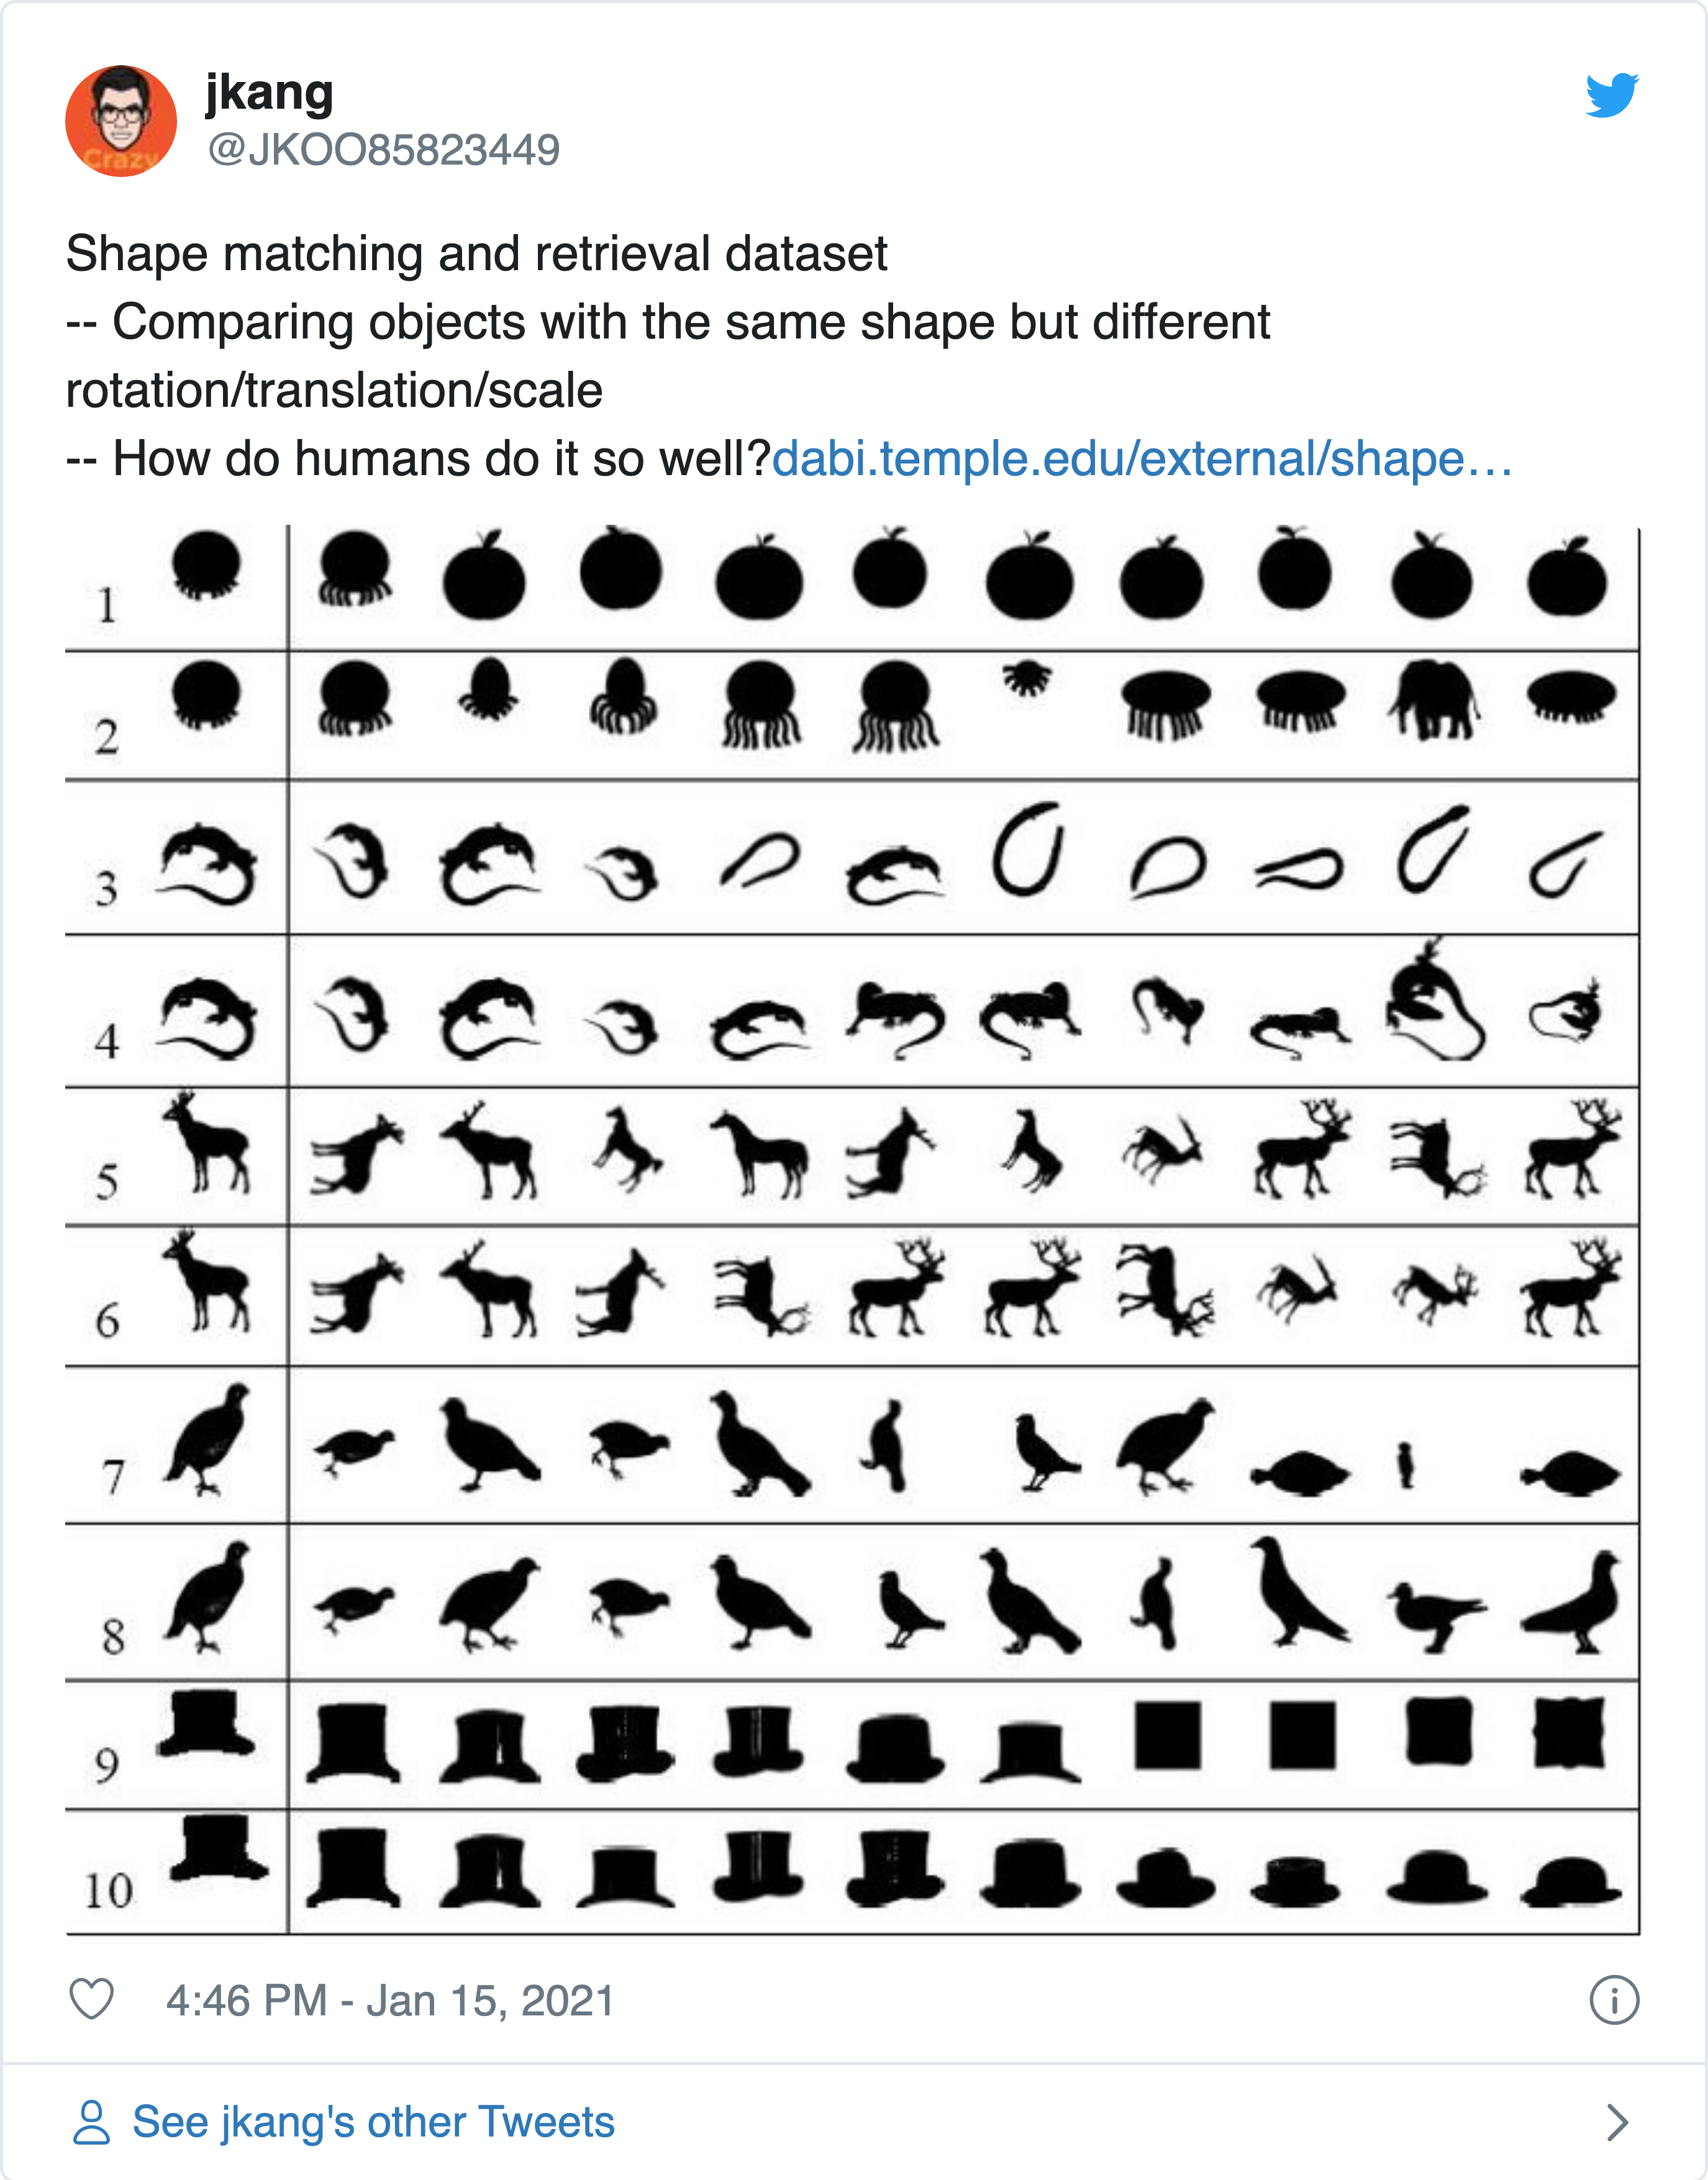 jkang
@JKOO85823449
Crazy
Shape matching and retrieval dataset
-- Comparing objects with the same shape but different
rotation/translation/scale
-- How do humans do it so well?dabi.temple.edu/external/shape…
1
2
3
4
5
6
7
8
9
10
4:46 PM - Jan 15, 2021
See jkang's other Tweets